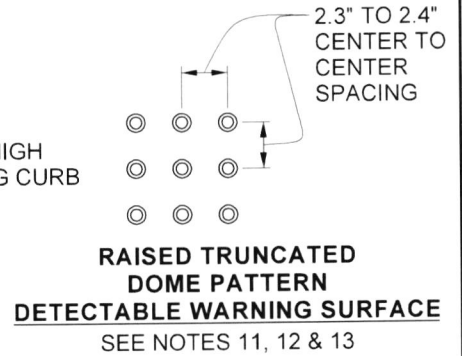 2.3" TO 2.4"
CENTER TO
CENTER
SPACING
HIGH
CURB
RAISED TRUNCATED
DOME PATTERN
DETECTABLE WARNING SURFACE
SEE NOTES 11, 12 & 13